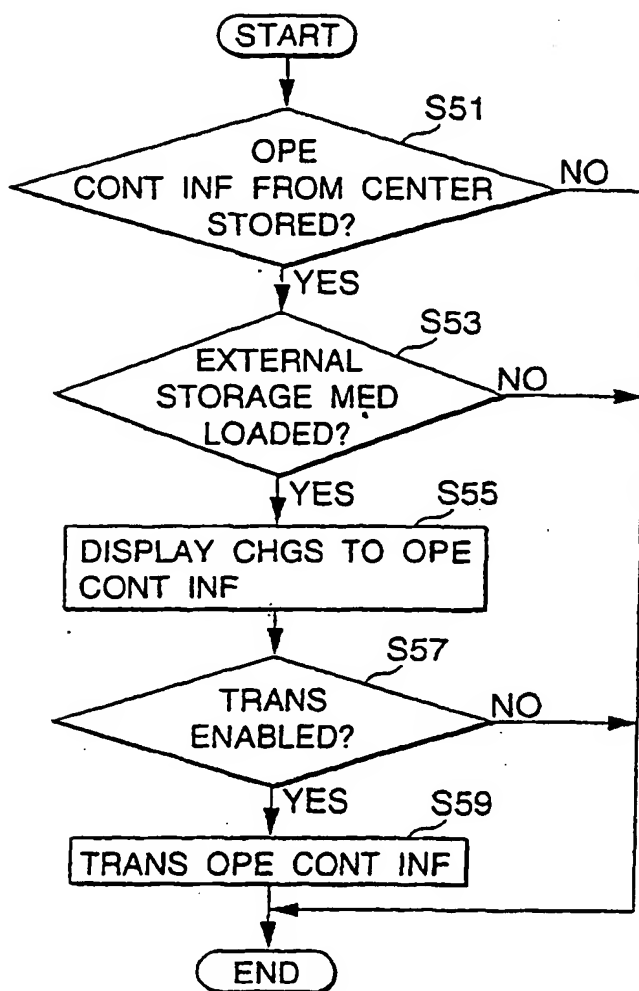 START
S51
OPE
CONT INF FROM CENTER
STORED?
NO
YES
S53
EXTERNAL
STORAGE MED
LOADED?
NO
YES
S55
DISPLAY CHGS TO OPE
CONT INF
S57
TRANS
ENABLED?
NO
YES
S59
TRANS OPE CONT INF
END